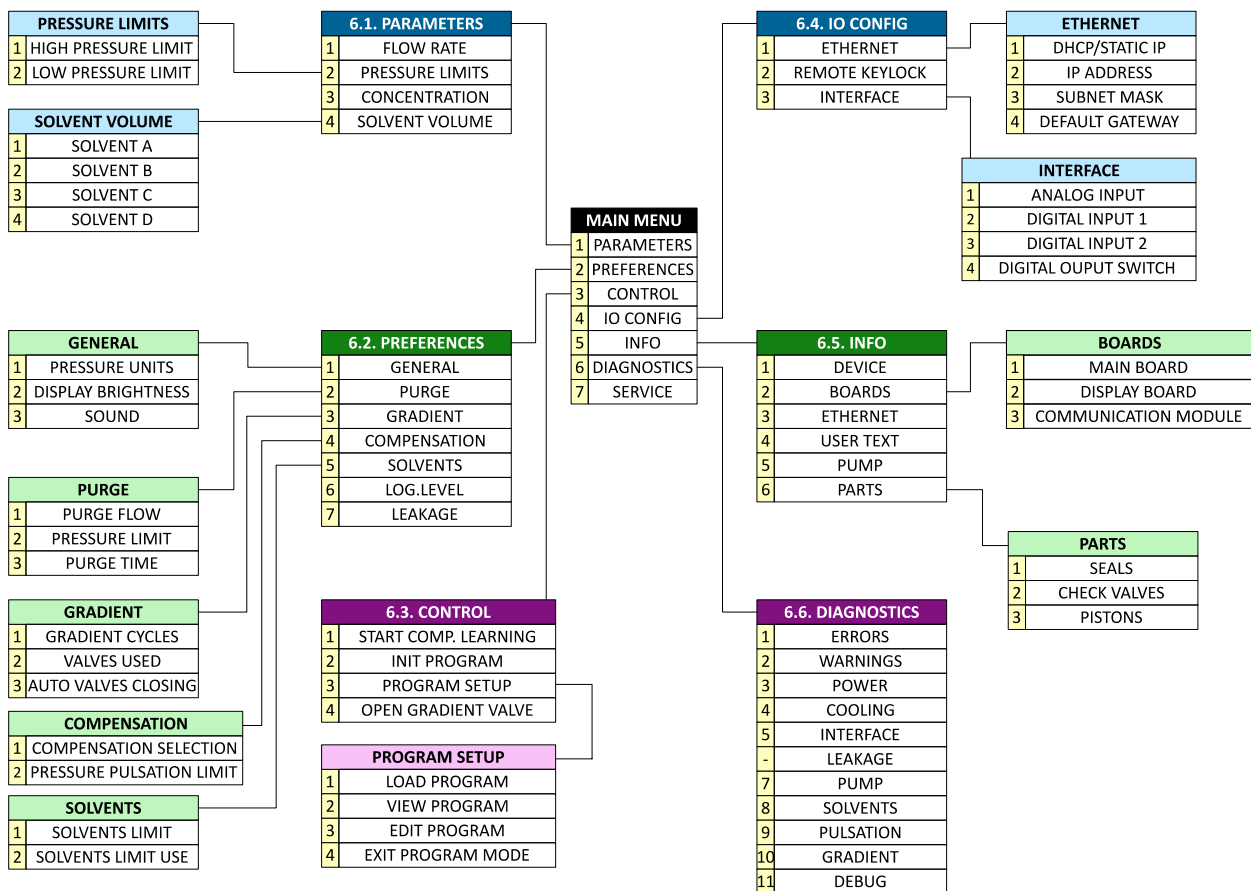 PRESSURE LIMITS
1 HIGH PRESSURE LIMIT
2 LOW PRESSURE LIMIT
SOLVENT VOLUME
1 SOLVENT A
2 SOLVENT B
3 SOLVENT C
4 SOLVENT D
6.1. PARAMETERS
1 FLOW RATE
2 PRESSURE LIMITS
3 CONCENTRATION
4 SOLVENT VOLUME
6.4. IO CONFIG
1 ETHERNET
2 REMOTE KEYLOCK
3 INTERFACE
ETHERNET
1 DHCP/STATIC IP
2 IP ADDRESS
3 SUBNET MASK
4 DEFAULT GATEWAY
INTERFACE
1 ANALOG INPUT
2 DIGITAL INPUT 1
3 DIGITAL INPUT 2
4 DIGITAL OUPUT SWITCH
MAIN MENU
1 PARAMETERS
2 PREFERENCES
3 CONTROL
4 IO CONFIG
5 INFO
6 DIAGNOSTICS
7 SERVICE
GENERAL
1 PRESSURE UNITS
2 DISPLAY BRIGHTNESS
3 SOUND
PURGE
1 PURGE FLOW
2 PRESSURE LIMIT
3 PURGE TIME
GRADIENT
1 GRADIENT CYCLES
2 VALVES USED
3 AUTO VALVES CLOSING
COMPENSATION
1 COMPENSATION SELECTION
2 PRESSURE PULSATION LIMIT
SOLVENTS
1 SOLVENTS LIMIT
2 SOLVENTS LIMIT USE
6.2. PREFERENCES
1 GENERAL
2 PURGE
3 GRADIENT
4 COMPENSATION
5 SOLVENTS
6 LOG.LEVEL
7 LEAKAGE
6.3. CONTROL
1 START COMP. LEARNING
2 INIT PROGRAM
3 PROGRAM SETUP
4 OPEN GRADIENT VALVE
PROGRAM SETUP
1 LOAD PROGRAM
2 VIEW PROGRAM
3 EDIT PROGRAM
4 EXIT PROGRAM MODE
6.5. INFO
1 DEVICE
2 BOARDS
3 ETHERNET
4 USER TEXT
5 PUMP
6 PARTS
BOARDS
1 MAIN BOARD
2 DISPLAY BOARD
3 COMMUNICATION MODULE
PARTS
1 SEALS
2 CHECK VALVES
3 PISTONS
6.6. DIAGNOSTICS
1 ERRORS
2 WARNINGS
3 POWER
4 COOLING
5 INTERFACE
- LEAKAGE
7 PUMP
8 SOLVENTS
9 PULSATION
10 GRADIENT
11 DEBUG